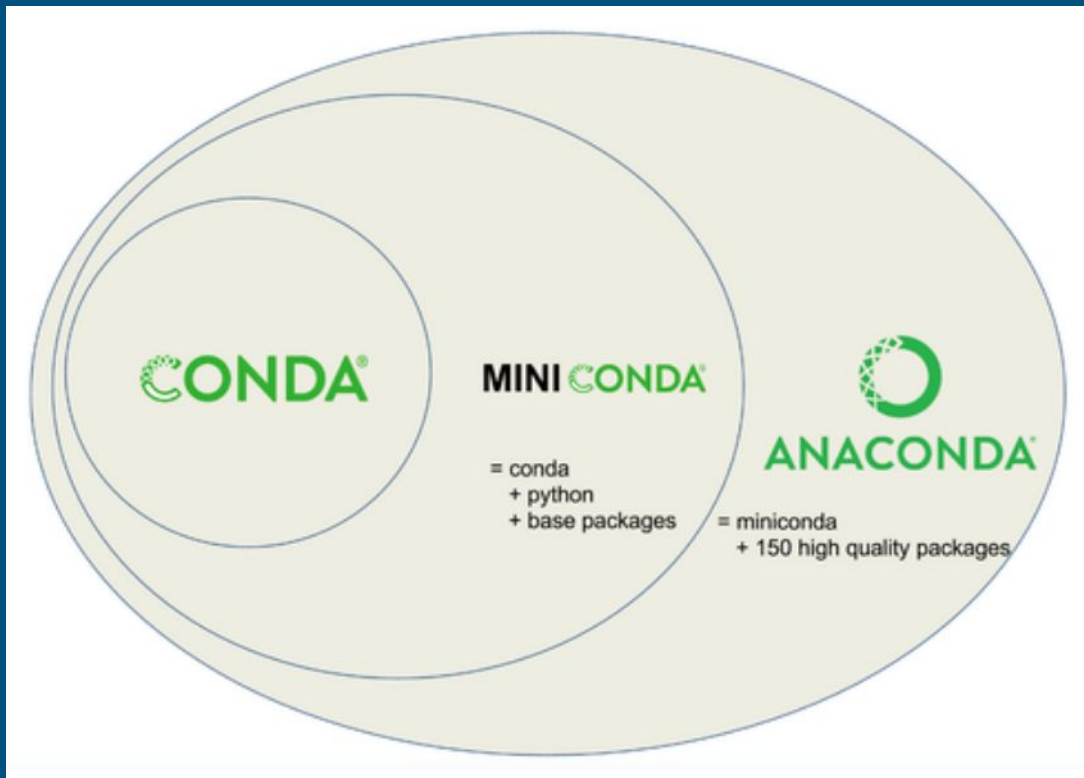 CONDA®
MINI CONDA®
= conda
+ python
+ base packages
ANACONDA®
= miniconda
+ 150 high quality packages